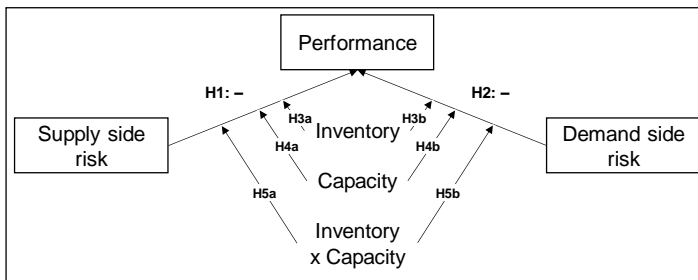 Performance
H1: –
H2: –
H3a
Inventory
H3b
Supply side
risk
H4a
H4b
Demand side
risk
Capacity
H5a
H5b
Inventory
x Capacity